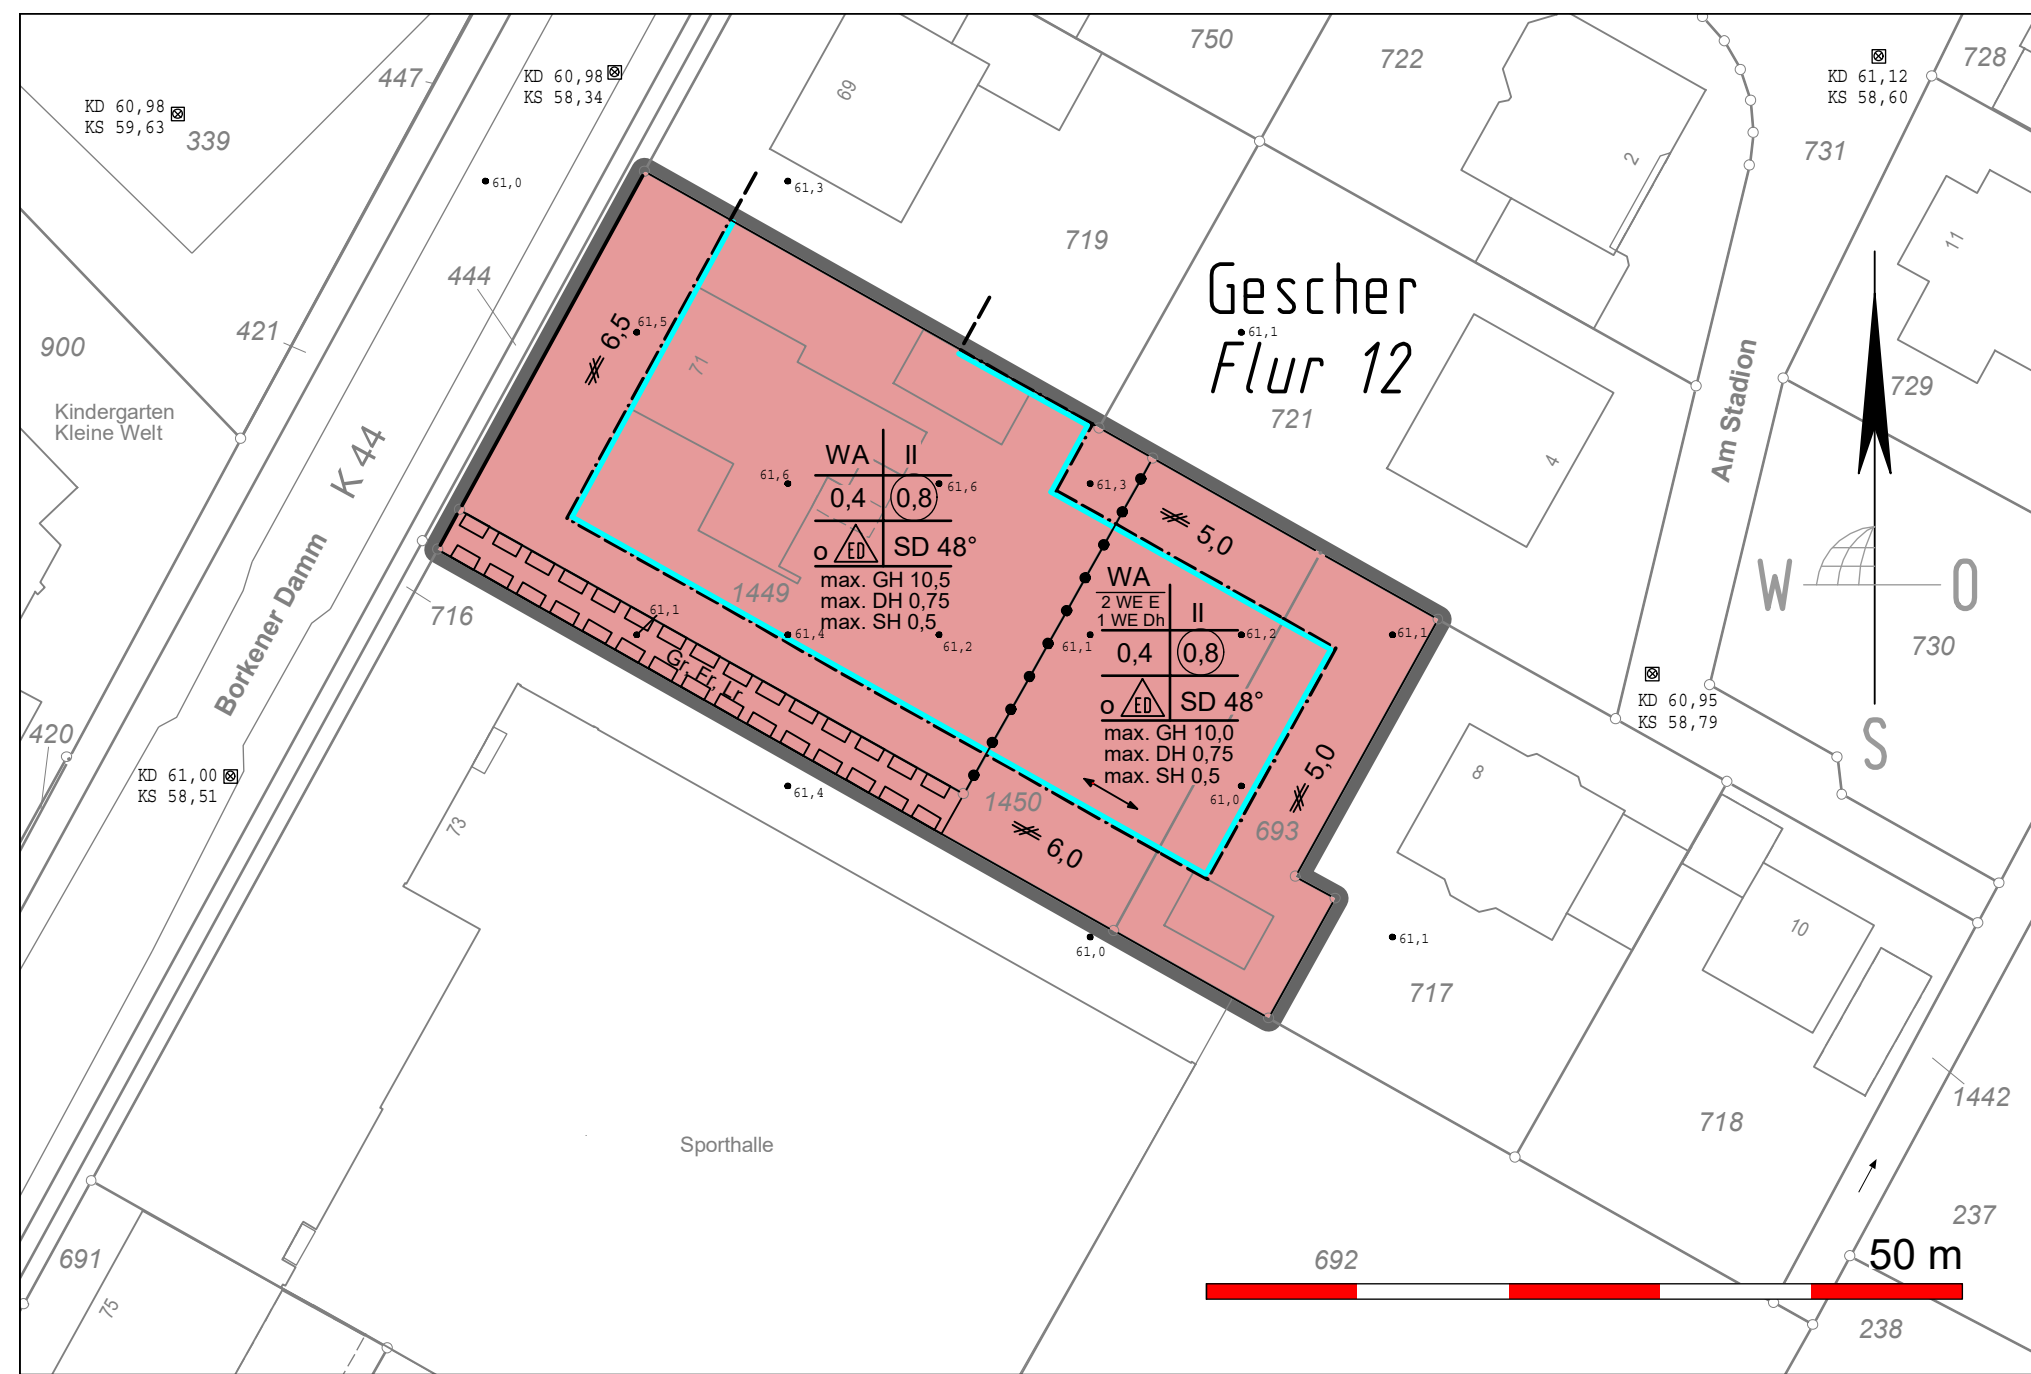 750
722
728
447
KD 60,98
KS 58,34
KD 61,12
KS 58,60
KD 60,98
KS 59,63
339
69
2
731
61,0
61,3
719
11
444
Gescher
61,1
Flur 12
721
421
900
61,5
6,5
71
Am Stadion
729
Kindergarten
Kleine Welt
K 44
4
WA II
61,6
0,4 0,8
61,6
61,3
o ED SD 48°
max. GH 10,5
max. DH 0,75
max. SH 0,5
5,0
1449
WA
2 WE E
1 WE Dh
II
W O
716
61,1
61,4
61,2
61,1
61,2
61,1
730
0,4 0,8
Gr, Fr, Lr
Borkener Damm
o ED SD 48°
max. GH 10,0
max. DH 0,75
max. SH 0,5
KD 60,95
KS 58,79
S
420
KD 61,00
KS 58,51
61,4
1450
61,0
5,0
8
73
693
6,0
10
61,0
61,1
717
1442
718
Sporthalle
237
691
692
50 m
75
238